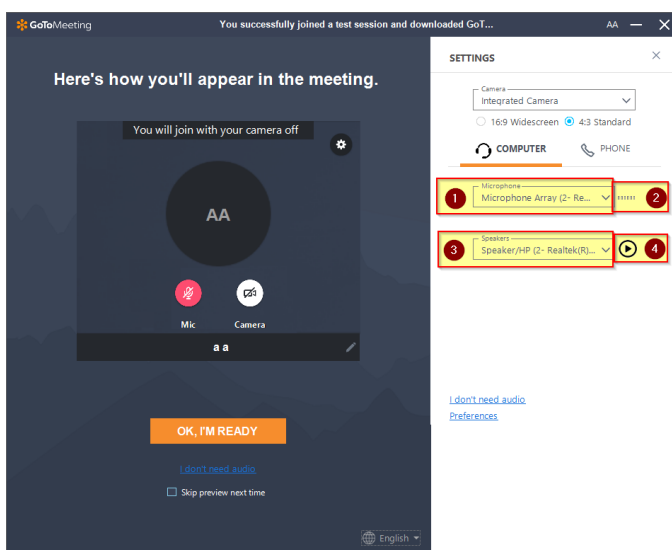 GoToMeeting
You successfully joined a test session and downloaded GoT...
AA
Here's how you'll appear in the meeting.
You will join with your camera off
AA
Mic Camera
a a
OK, I'M READY
I don't need audio
Skip preview next time
English
SETTINGS
Camera
Integrated Camera
16:9 Widescreen 4:3 Standard
COMPUTER PHONE
Microphone
1 Microphone Array (2- Re... 2
Speakers
3 Speaker/HP (2- Realtek(R)... 4
I don't need audio
Preferences